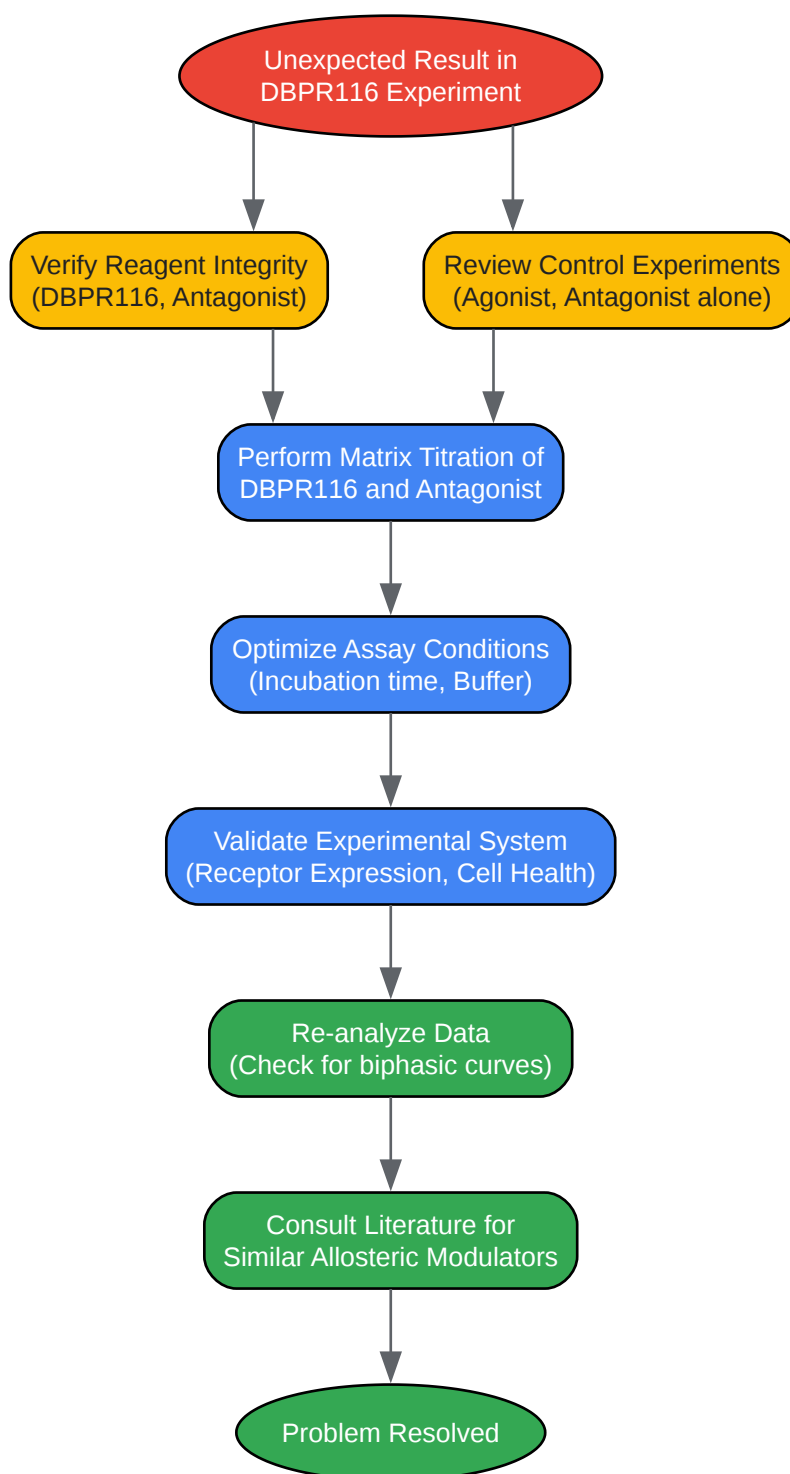 Unexpected Result in
DBPR116 Experiment
Verify Reagent Integrity
(DBPR116, Antagonist)
Review Control Experiments
(Agonist, Antagonist alone)
Perform Matrix Titration of
DBPR116 and Antagonist
Optimize Assay Conditions
(Incubation time, Buffer)
Validate Experimental System
(Receptor Expression, Cell Health)
Re-analyze Data
(Check for biphasic curves)
Consult Literature for
Similar Allosteric Modulators
Problem Resolved